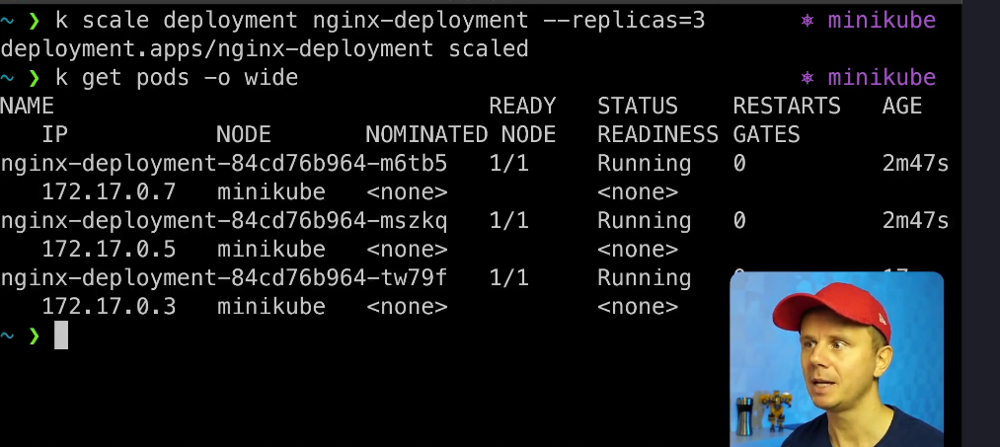 ~ ❯ k scale deployment nginx-deployment --replicas=3 ⎈ minikube
deployment.apps/nginx-deployment scaled
~ ❯ k get pods -o wide ⎈ minikube
NAME READY STATUS RESTARTS AGE
IP NODE NOMINATED NODE READINESS GATES
nginx-deployment-84cd76b964-m6tb5 1/1 Running 0 2m47s
172.17.0.7 minikube <none> <none>
nginx-deployment-84cd76b964-mszkq 1/1 Running 0 2m47s
172.17.0.5 minikube <none> <none>
nginx-deployment-84cd76b964-tw79f 1/1 Running
172.17.0.3 minikube <none> <none>
~ ❯